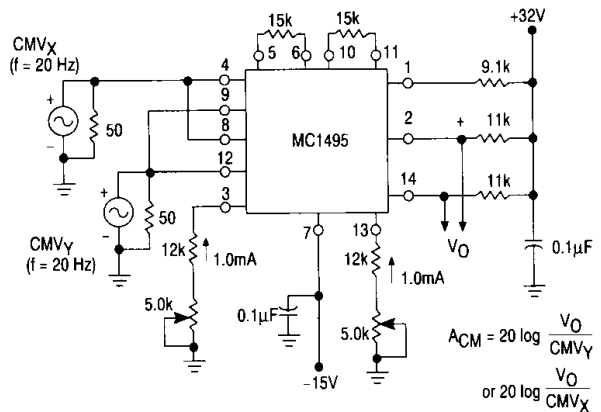 15k 15k
+32V
CMVX
(f = 20 Hz)
5 6 10 11
4 1 9.1k
+
9
50
2 + 11k
8 MC1495
–
12 14 11k
+
3
50
7 13
VO
–
12k 1.0mA 12k 1.0mA
0.1µF
CMVY
(f = 20 Hz)
5.0k 0.1µF 5.0k
ACM = 20 log VO
CMVY
–15V
or 20 log VO
CMVX